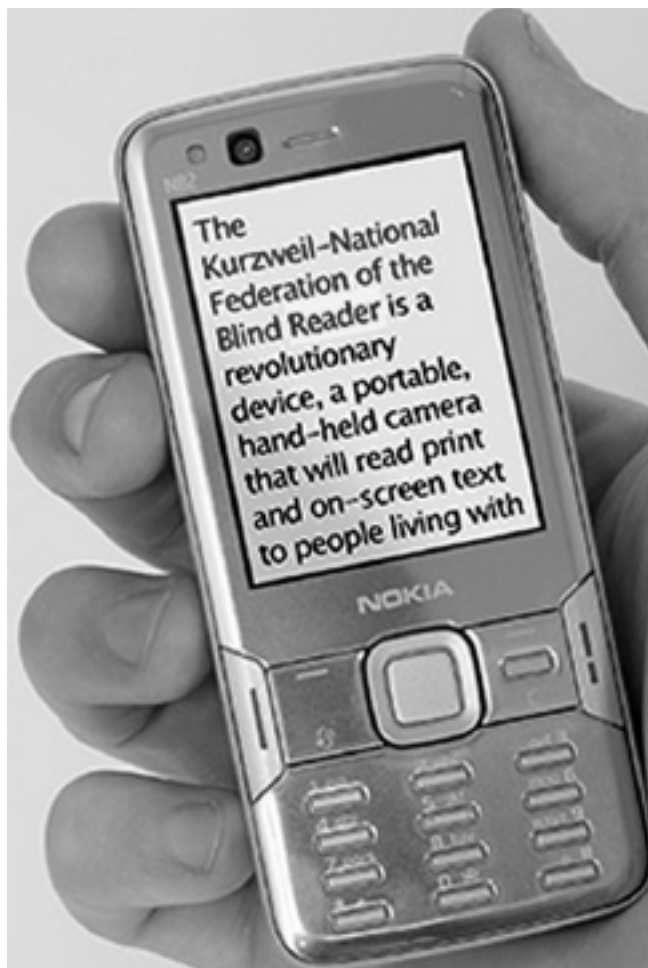 N82
The
Kurzweil-National
Federation of the
Blind Reader is a
revolutionary
device, a portable,
hand-held camera
that will read print
and on-screen text
to people living with
NOKIA